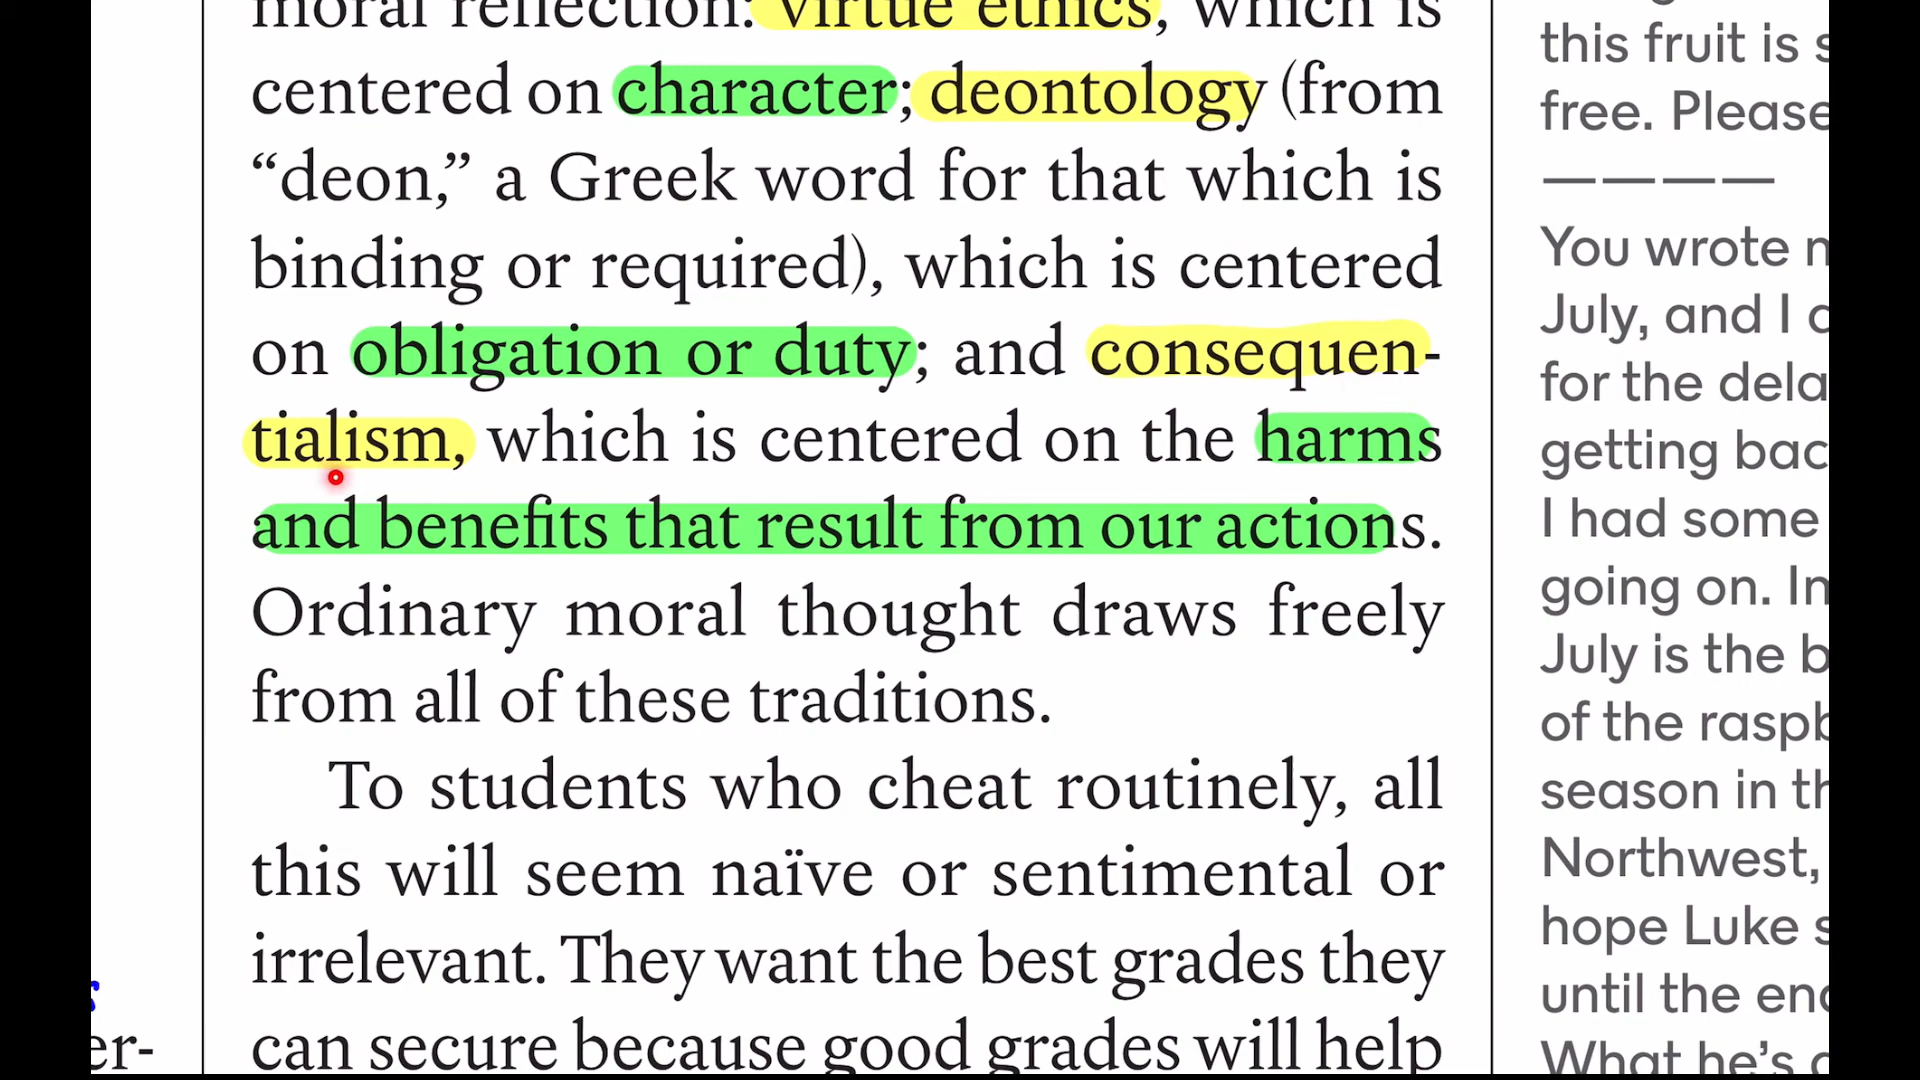 moral reflection: virtue ethics, which is
centered on character; deontology (from
“deon,” a Greek word for that which is
binding or required), which is centered
on obligation or duty; and consequen-
tialism, which is centered on the harms
and benefits that result from our actions.
Ordinary moral thought draws freely
from all of these traditions.
To students who cheat routinely, all
this will seem naïve or sentimental or
irrelevant. They want the best grades they
can secure because good grades will help
er-
this fruit is s
free. Please
————
You wrote
July, and I
for the dela
getting bac
I had some
going on. In
July is the b
of the raspb
season in th
Northwest,
hope Luke s
until the end
What he’s